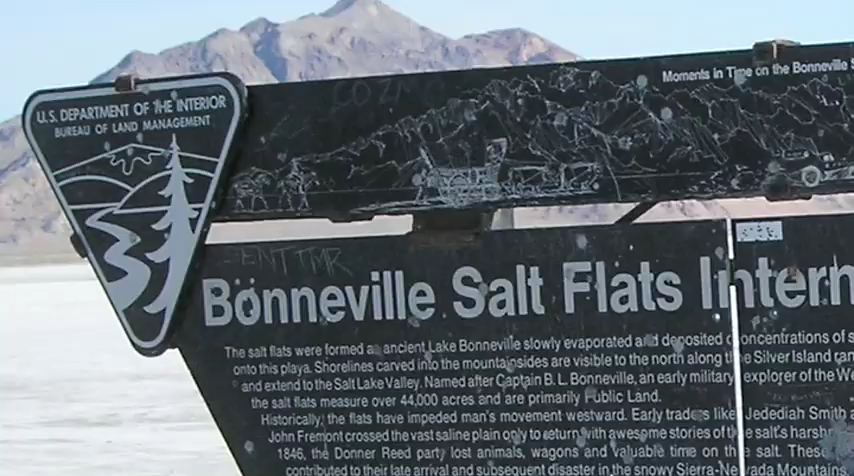 U.S. DEPARTMENT OF THE INTERIOR
BUREAU OF LAND MANAGEMENT
Moments in Time on the Bonneville S
COZ
ENT TMR
Bonneville Salt Flats Intern
The salt flats were formed a ancient Lake Bonneville slowly evaporated and deposited concentrations of s
onto this playa. Shorelines carved into the mountainsides are visible to the north along the Silver Island ran
and extend to the Salt Lake Valley. Named after Captain B. L. Bonneville, an early military explorer of the We
the salt flats measure over 44,000 acres and are primarily Public Land.
Historically, the flats have impeded man's movement westward. Early traders like Jedediah Smith a
John Fremont crossed the vast saline plain only to return with awesome stories of the salt's harsh
1846, the Donner Reed party lost animals, wagons and valuable time on the salt. These
contributed to their late arrival and subsequent disaster in the snowy Sierra-Nevada Mountains